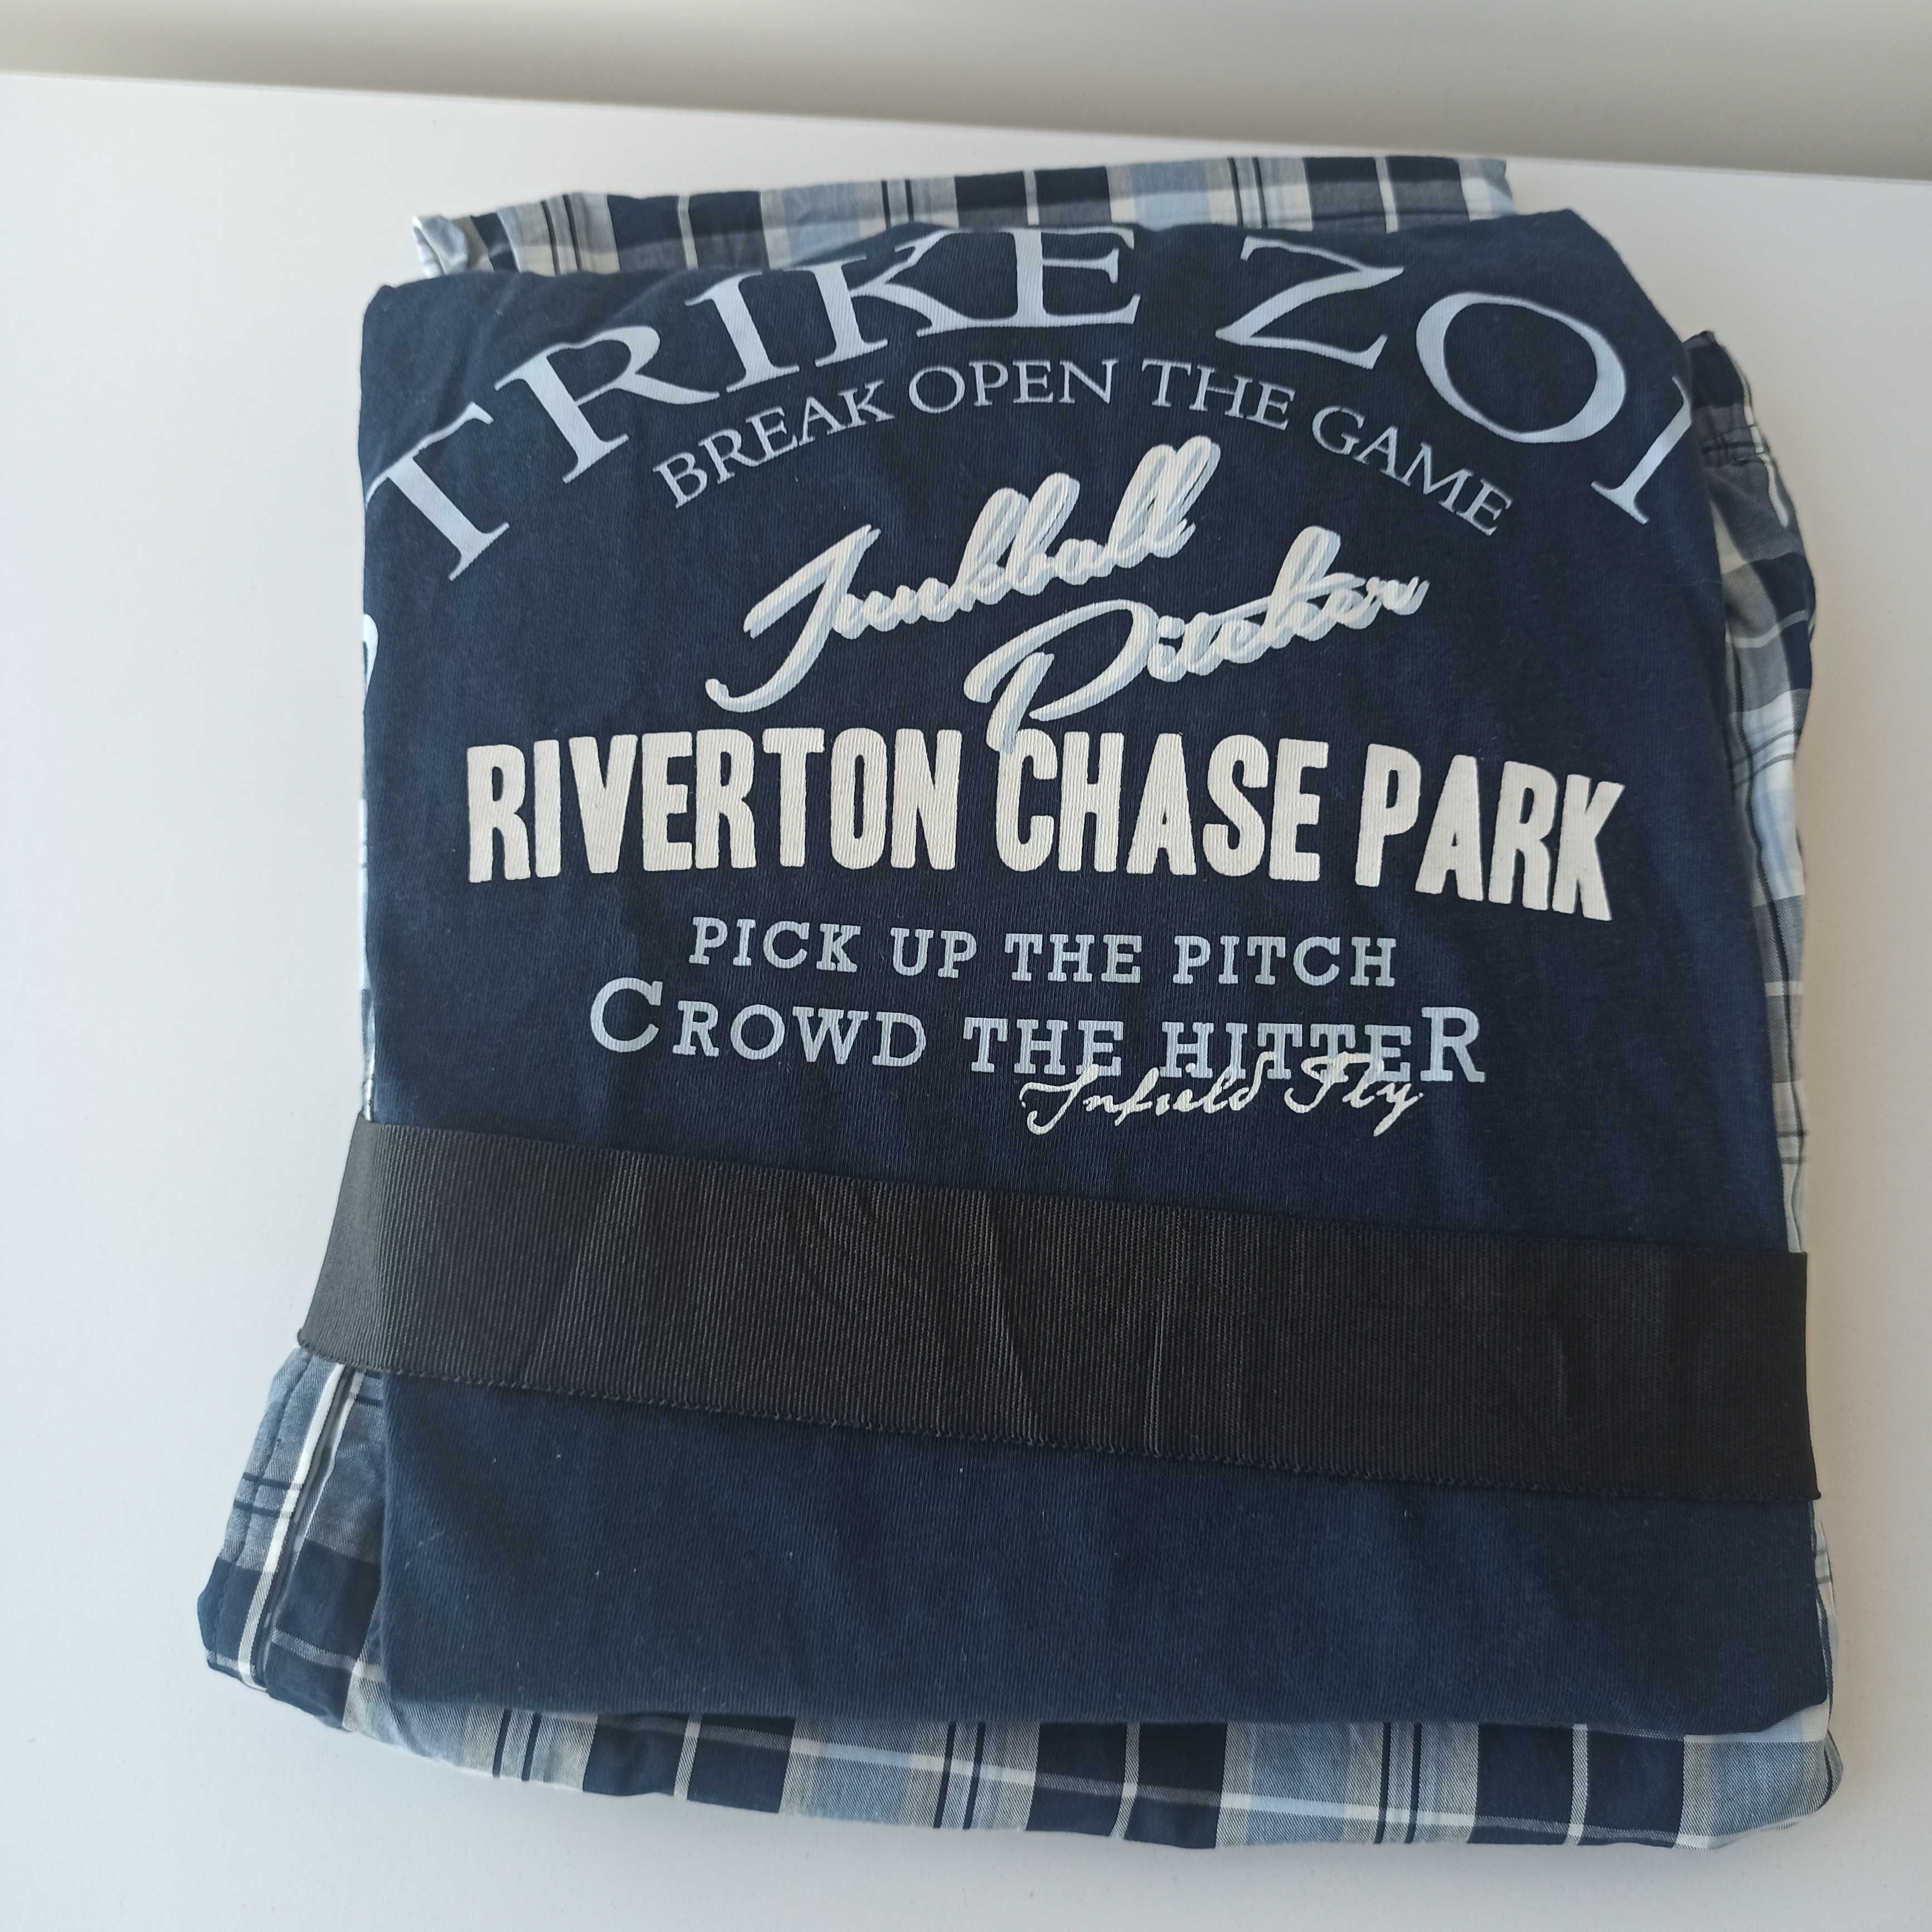 TRIKE ZO
BREAK OPEN THE GAME
Junkball
Pitcher
RIVERTON CHASE PARK
PICK UP THE PITCH
CROWD THE HITTER
Infield Fly